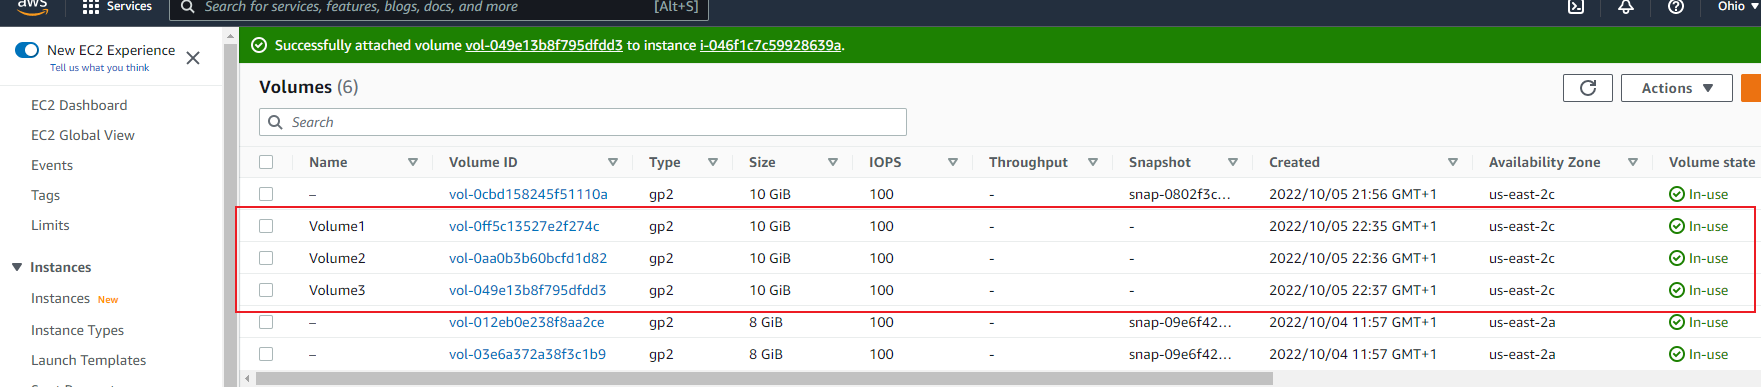 aws Services Search for services, features, blogs, docs, and more [Alt+S] Ohio
New EC2 Experience
Tell us what you think
EC2 Dashboard
EC2 Global View
Events
Tags
Limits
Instances
Instances New
Instance Types
Launch Templates
Successfully attached volume vol-049e13b8f795dfdd3 to instance i-046f1c7c59928639a.
Volumes (6)
Actions
Search
Name Volume ID Type Size IOPS Throughput Snapshot Created Availability Zone Volume state
– vol-0cbd158245f51110a gp2 10 GiB 100 - snap-0802f3c... 2022/10/05 21:56 GMT+1 us-east-2c In-use
Volume1 vol-0ff5c13527e2f274c gp2 10 GiB 100 - - 2022/10/05 22:35 GMT+1 us-east-2c In-use
Volume2 vol-0aa0b3b60bcfd1d82 gp2 10 GiB 100 - - 2022/10/05 22:36 GMT+1 us-east-2c In-use
Volume3 vol-049e13b8f795dfdd3 gp2 10 GiB 100 - - 2022/10/05 22:37 GMT+1 us-east-2c In-use
– vol-012eb0e238f8aa2ce gp2 8 GiB 100 - snap-09e6f42... 2022/10/04 11:57 GMT+1 us-east-2a In-use
– vol-03e6a372a38f3c1b9 gp2 8 GiB 100 - snap-09e6f42... 2022/10/04 11:57 GMT+1 us-east-2a In-use